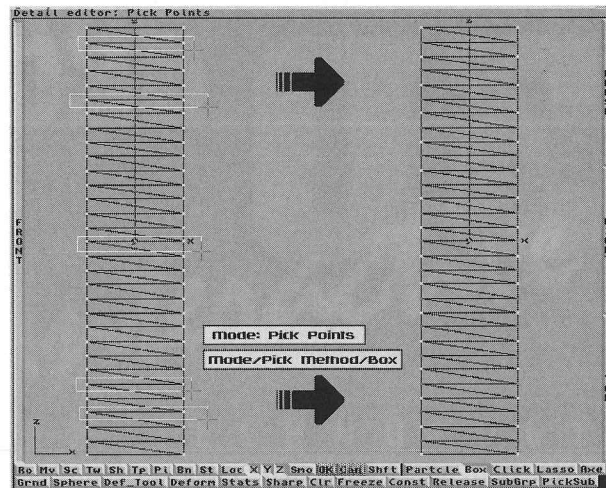 Detail editor: Pick Points
z
z
FRONT
x
x
Mode: Pick Points
Mode/Pick Method/Box
z
x
Ro Mv Sc Tw Sh Tp Pi Bn St Loc X Y Z Smo OK Can Shft Partcle Box Click Lasso Axe
Grnd Sphere Def_Tool Deform Stats Sharp Clr Freeze Const Release SubGrp PickSub